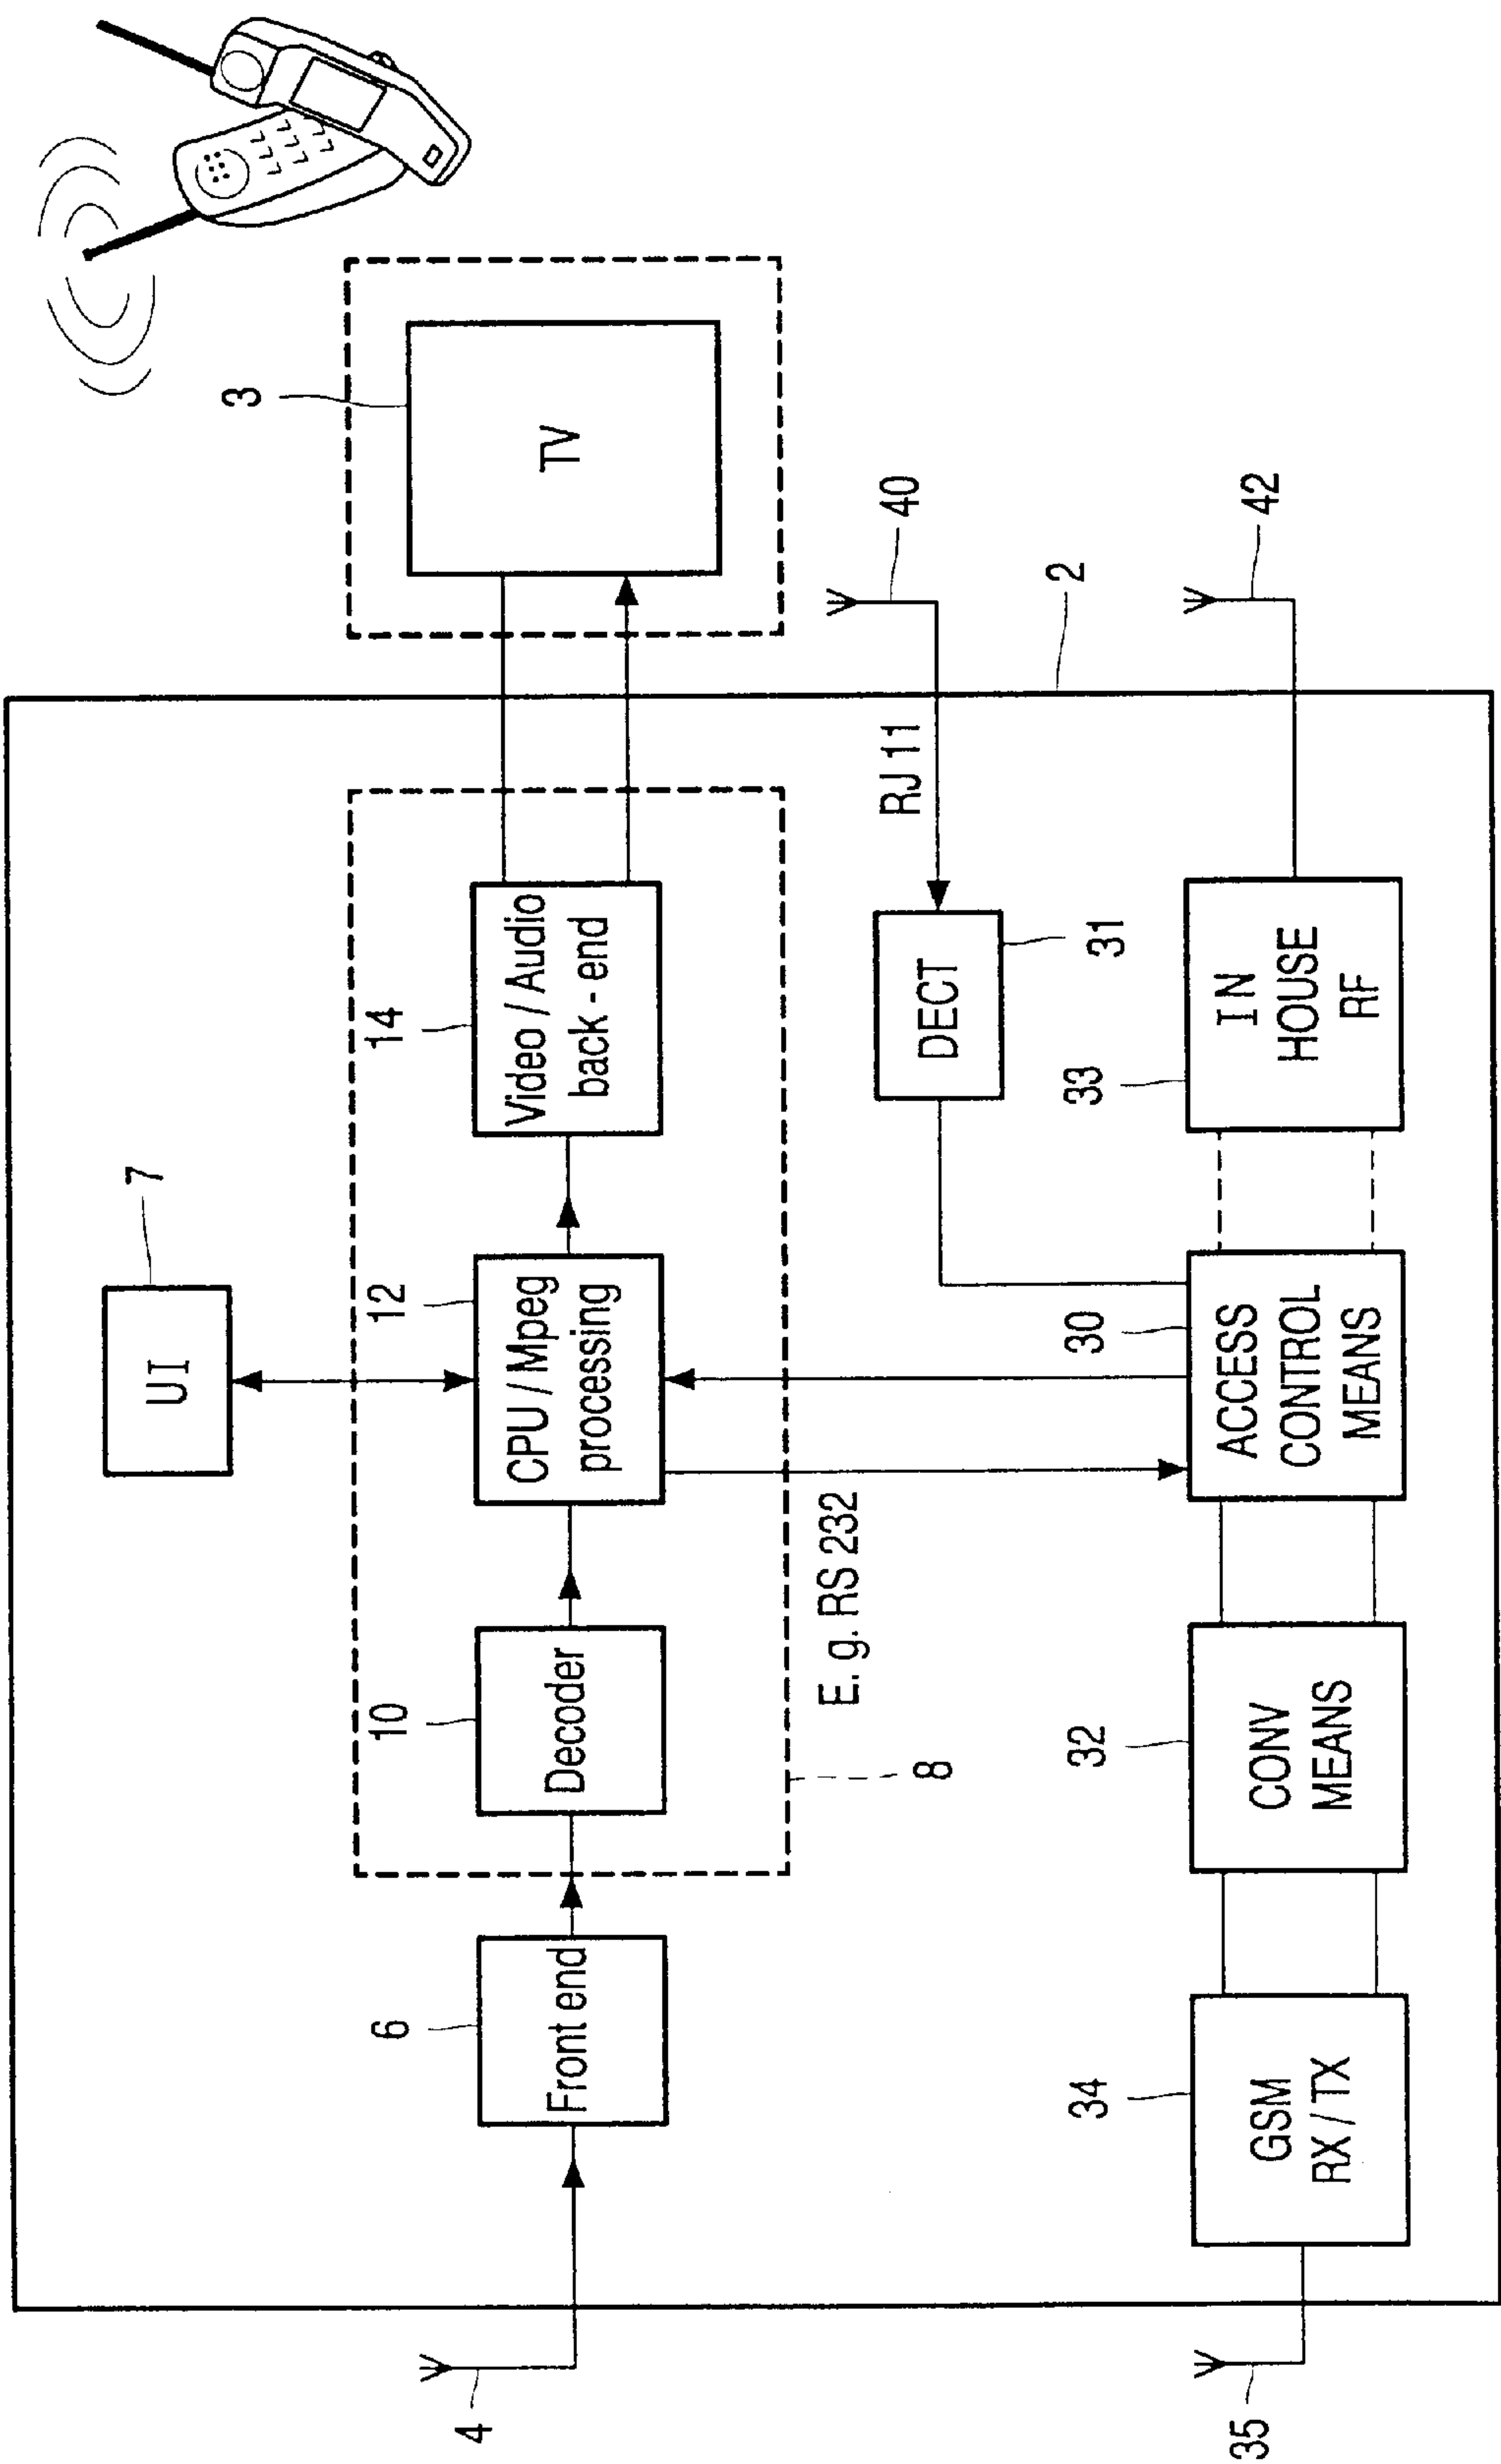 3
TV
7
UI
14
Video / Audio
back - end
12
CPU / Mpeg
processing
10
Decoder
6
Front end
4
8
E. g. RS 232
RJ 11
40
2
DECT
31
42
IN
HOUSE
RF
33
ACCESS
CONTROL
MEANS
30
CONV
MEANS
32
GSM
RX / TX
34
35